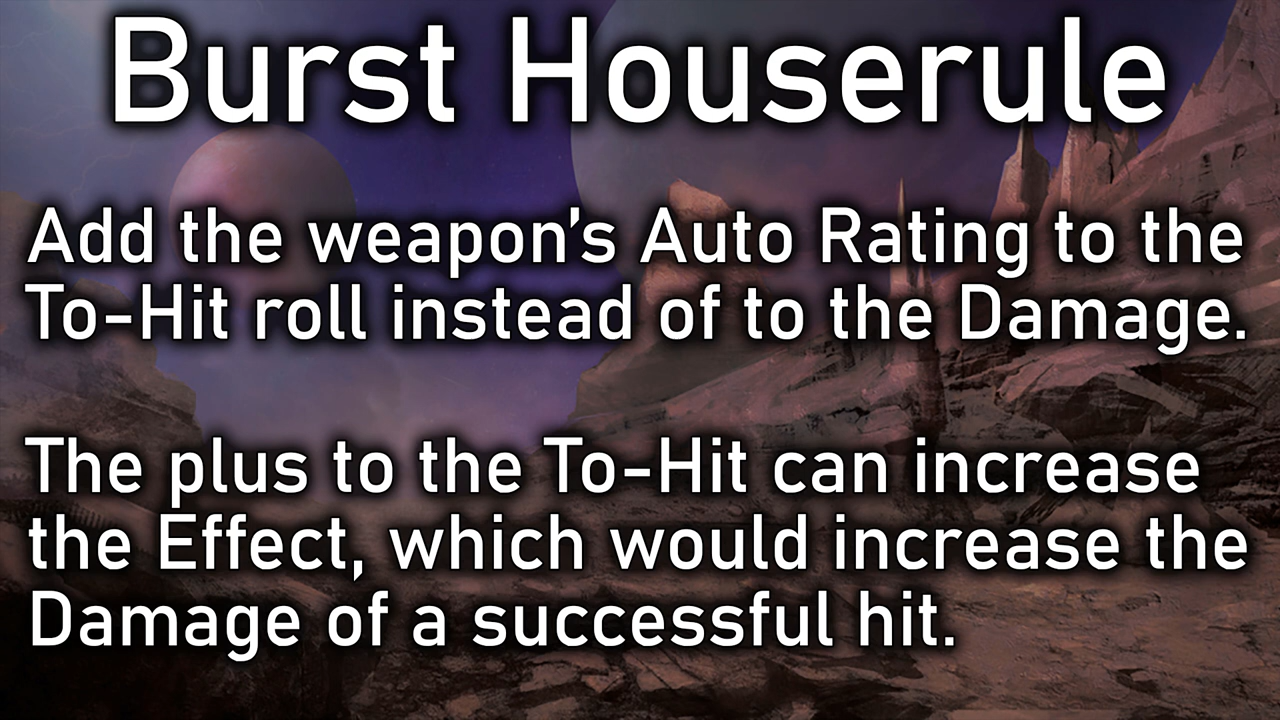 Burst Houserule
Add the weapon’s Auto Rating to the
To-Hit roll instead of to the Damage.
The plus to the To-Hit can increase
the Effect, which would increase the
Damage of a successful hit.